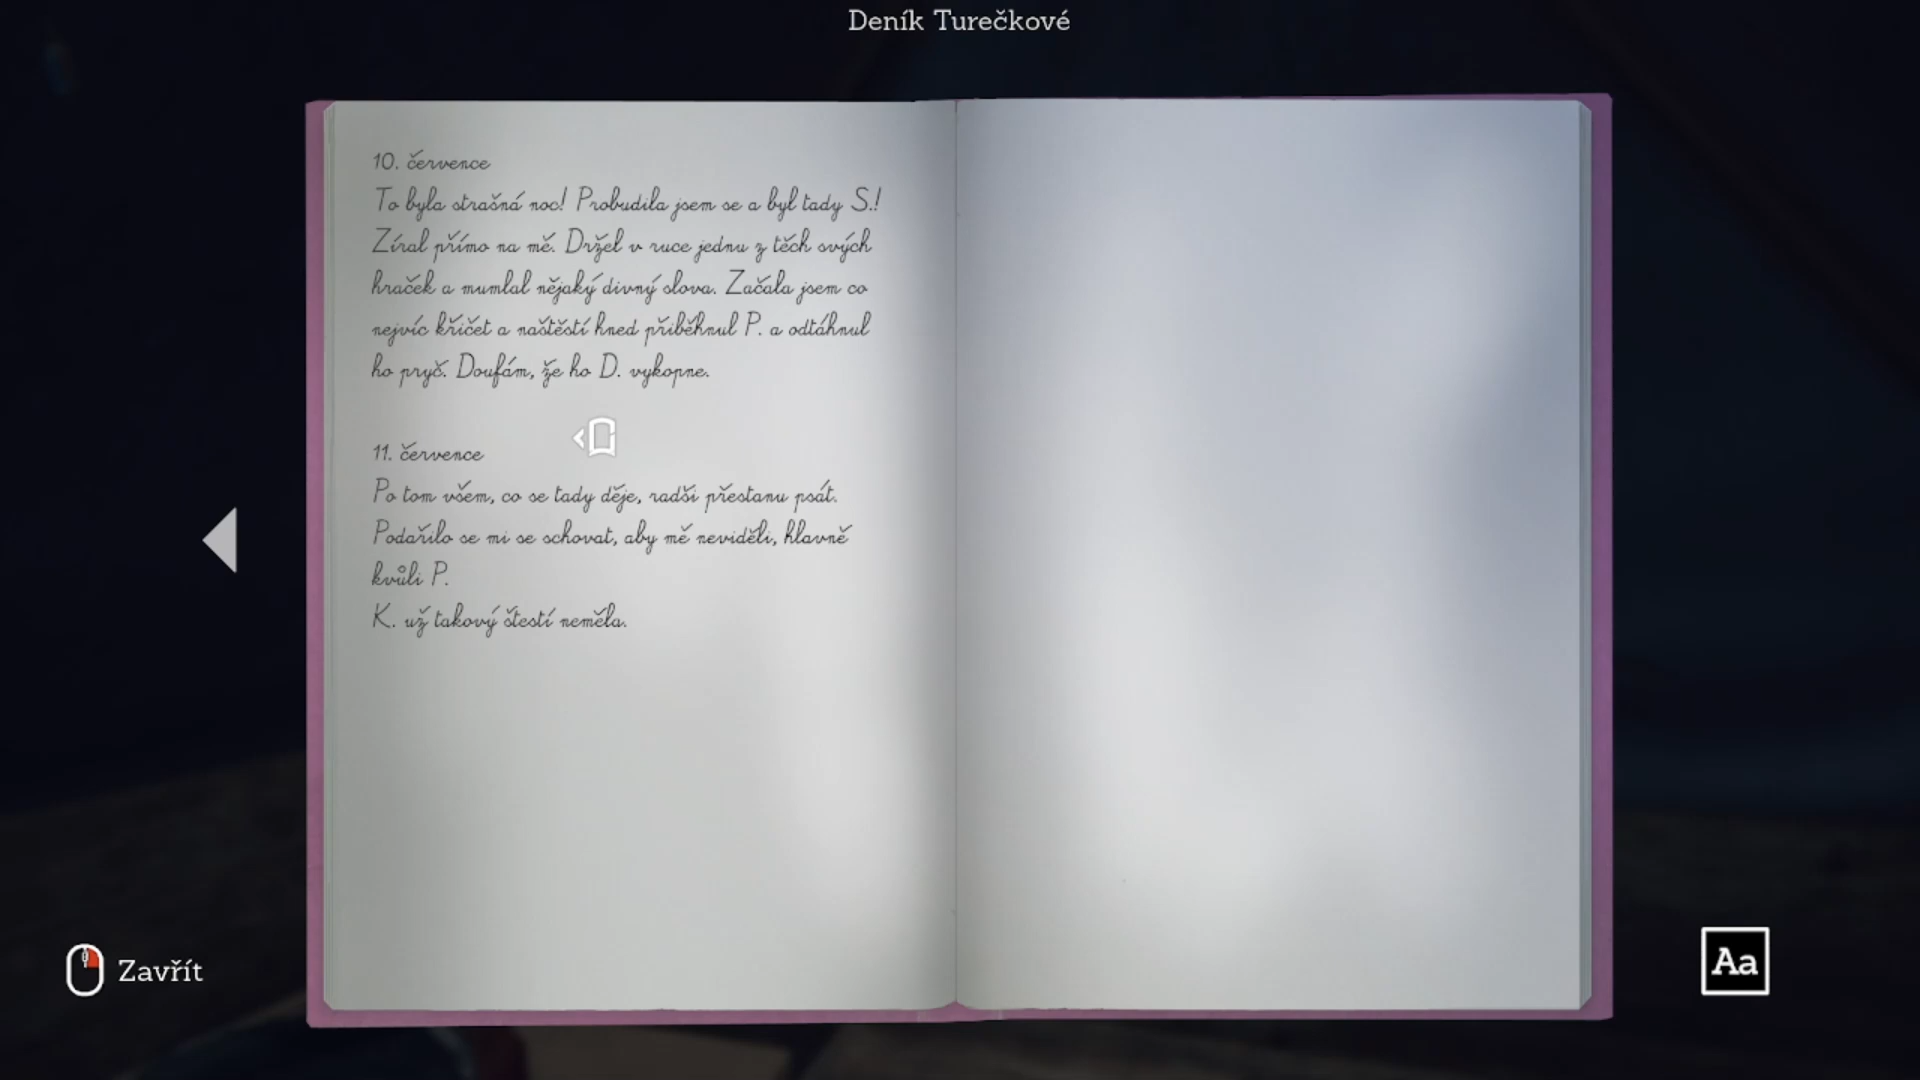 Deník Turečkové
10. července
To byla strašná noc! Probudila jsem se a byl tady S.!
Zíral přímo na mě. Držel v ruce jednu z těch svých
hraček a mumlal nějaký divný slova. Začala jsem co
nejvíc křičet a naštěstí hned přiběhnul P. a odtáhnul
ho pryč. Doufám, že ho D. vykopne.
11. července
Po tom všem, co se tady děje, radši přestanu psát.
Podařilo se mi se schovat, aby mě neviděli, hlavně
kvůli P.
K. už takový štestí neměla.
Zavřít
Aa